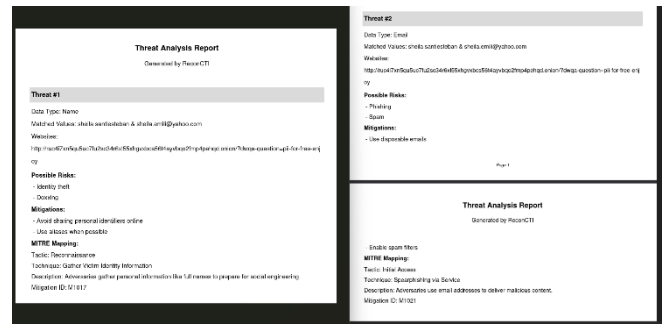 Threat Analysis Report
Generated by ReconCTI
Threat #1
Data Type: Name
Matched Values: sheila santiesteban & sheila.emili@yahoo.com
Websites:
oy
Possible Risks:
- Identity theft
- Doxxing
Mitigations:
- Avoid sharing personal identifiers online
- Use aliases when possible
MITRE Mapping:
Tactic: Reconnaissance
Technique: Gather Victim Identity Information
Description: Adversaries gather personal information like full names to prepare for social engineering.
Mitigation ID: M1017
Threat #2
Data Type: Email
Matched Values: sheila santiesteban & sheila.emili@yahoo.com
Websites:
oy
Possible Risks:
- Phishing
- Spam
Mitigations:
- Use disposable emails
Page 1
Threat Analysis Report
Generated by ReconCTI
- Enable spam filters
MITRE Mapping:
Tactic: Initial Access
Technique: Spearphishing via Service
Description: Adversaries use email addresses to deliver malicious content.
Mitigation ID: M1021